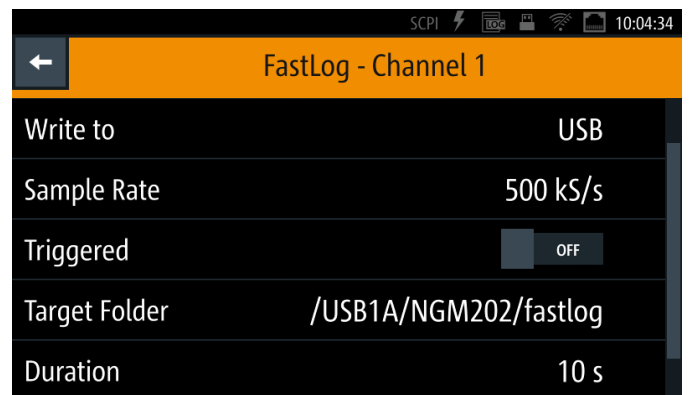 SCPI LOG 10:04:34
FastLog - Channel 1
Write to USB
Sample Rate 500 kS/s
Triggered OFF
Target Folder /USB1A/NGM202/fastlog
Duration 10 s